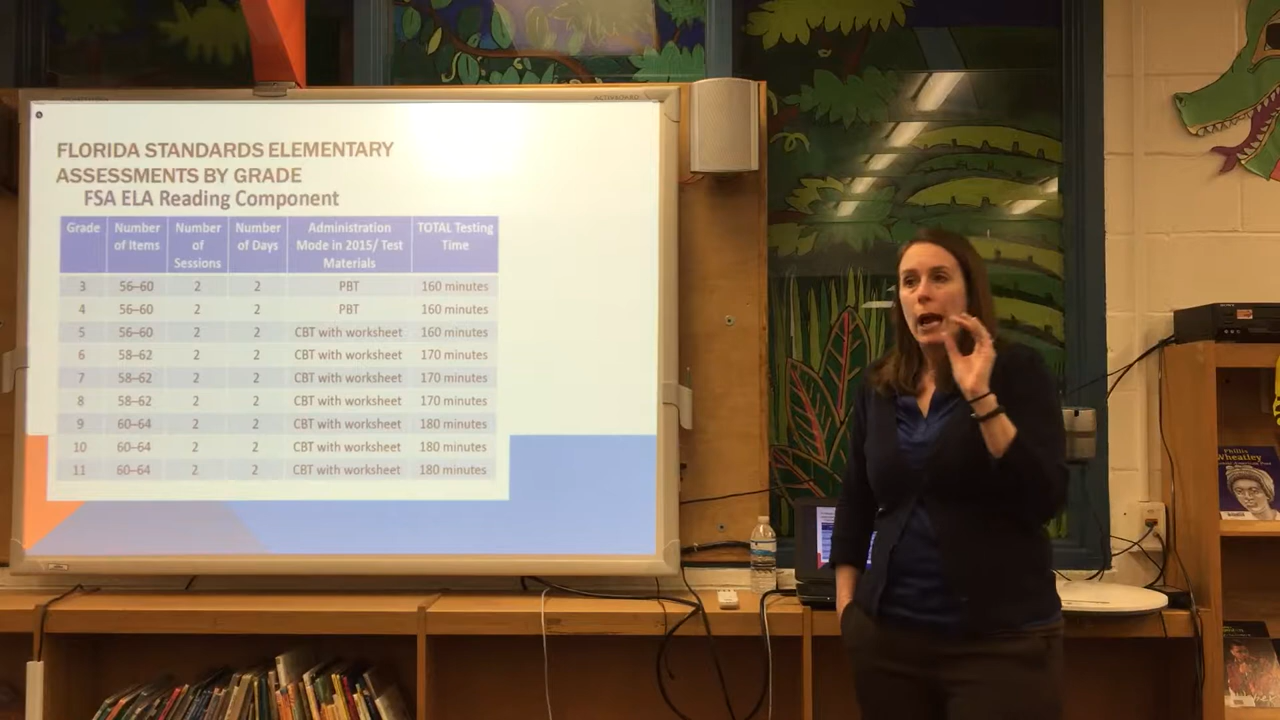 ACTIVBOARD
FLORIDA STANDARDS ELEMENTARY
ASSESSMENTS BY GRADE
FSA ELA Reading Component
Grade Number of Items Number of Sessions Number of Days Administration Mode in 2015/ Test Materials TOTAL Testing Time
3 56–60 2 2 PBT 160 minutes
4 56–60 2 2 PBT 160 minutes
5 56–60 2 2 CBT with worksheet 160 minutes
6 58–62 2 2 CBT with worksheet 170 minutes
7 58–62 2 2 CBT with worksheet 170 minutes
8 58–62 2 2 CBT with worksheet 170 minutes
9 60–64 2 2 CBT with worksheet 180 minutes
10 60–64 2 2 CBT with worksheet 180 minutes
11 60–64 2 2 CBT with worksheet 180 minutes
SONY
Phillis
Wheatley